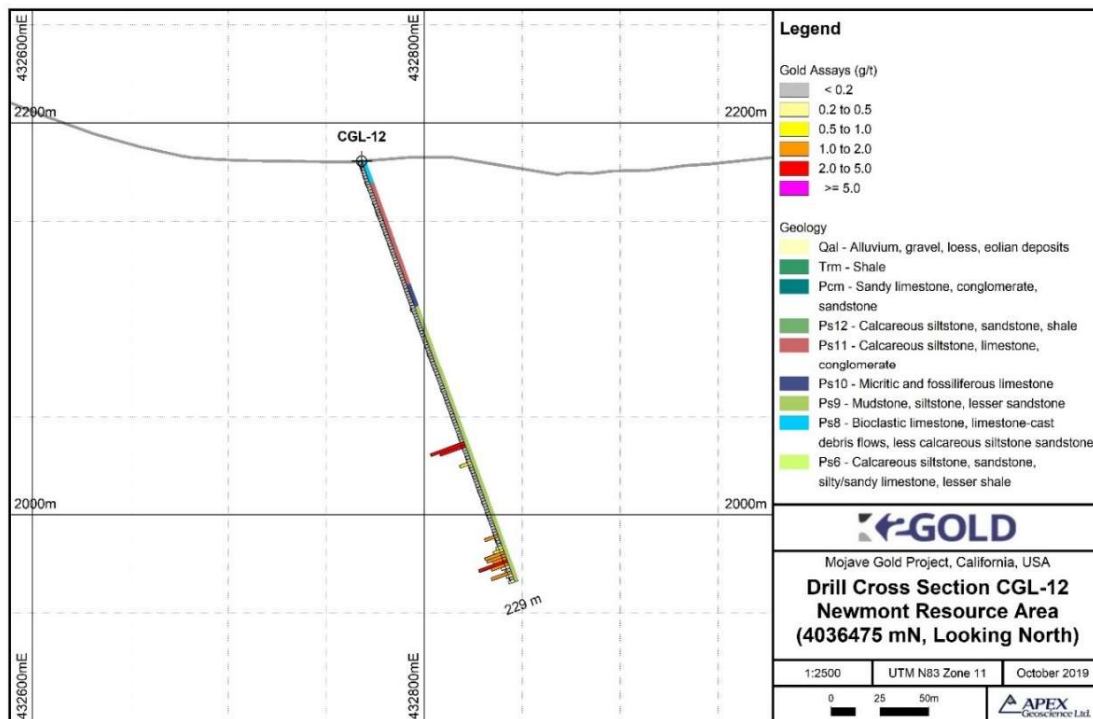 432600mE
432800mE
2200m
2200m
CGL-12
2000m
2000m
229 m
432600mE
432800mE
Legend
Gold Assays (g/t)
< 0.2
0.2 to 0.5
0.5 to 1.0
1.0 to 2.0
2.0 to 5.0
>= 5.0
Geology
Qal - Alluvium, gravel, loess, eolian deposits
Trm - Shale
Pcm - Sandy limestone, conglomerate,
sandstone
Ps12 - Calcareous siltstone, sandstone, shale
Ps11 - Calcareous siltstone, limestone,
conglomerate
Ps10 - Micritic and fossiliferous limestone
Ps9 - Mudstone, siltstone, lesser sandstone
Ps8 - Bioclastic limestone, limestone-cast
debris flows, less calcareous siltstone sandstone
Ps6 - Calcareous siltstone, sandstone,
silty/sandy limestone, lesser shale
K2 GOLD
Mojave Gold Project, California, USA
Drill Cross Section CGL-12
Newmont Resource Area
(4036475 mN, Looking North)
1:2500 UTM N83 Zone 11 October 2019
0 25 50m
APEX
Geoscience Ltd.